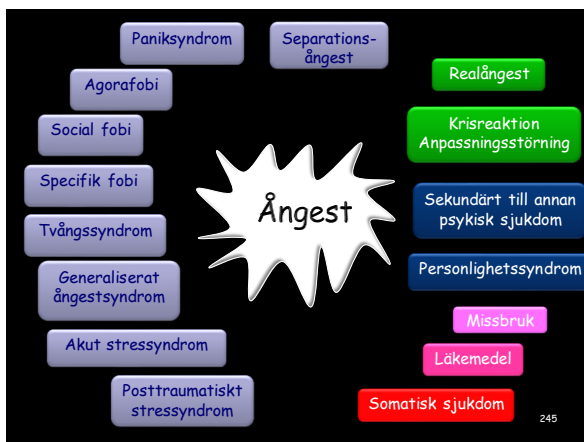 Paniksyndrom
Separations-
ångest
Agorafobi
Realångest
Social fobi
Krisreaktion
Anpassningsstörning
Specifik fobi
Ångest
Sekundärt till annan
psykisk sjukdom
Tvångssyndrom
Generaliserat
ångestsyndrom
Personlighetssyndrom
Missbruk
Akut stressyndrom
Läkemedel
Posttraumatiskt
stressyndrom
Somatisk sjukdom
245